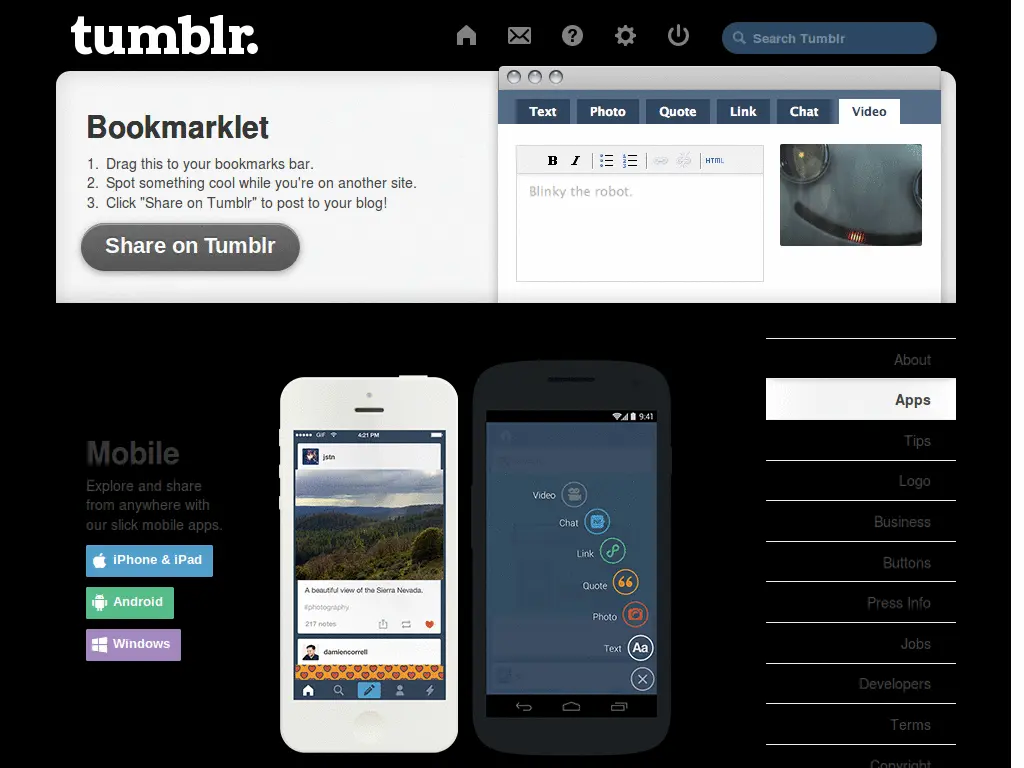 tumblr.
Search Tumblr
Bookmarklet
1. Drag this to your bookmarks bar.
2. Spot something cool while you're on another site.
3. Click "Share on Tumblr" to post to your blog!
Share on Tumblr
Text Photo Quote Link Chat Video
B I HTML
Blinky the robot.
Mobile
Explore and share
from anywhere with
our slick mobile apps.
iPhone & iPad
Android
Windows
GIF 4:21 PM
jstn
A beautiful view of the Sierra Nevada.
#photography
217 notes
damiencorrell
9:41
Video
Chat
Link
Quote
Photo
Text Aa
About
Apps
Tips
Logo
Business
Buttons
Press Info
Jobs
Developers
Terms
Copyright